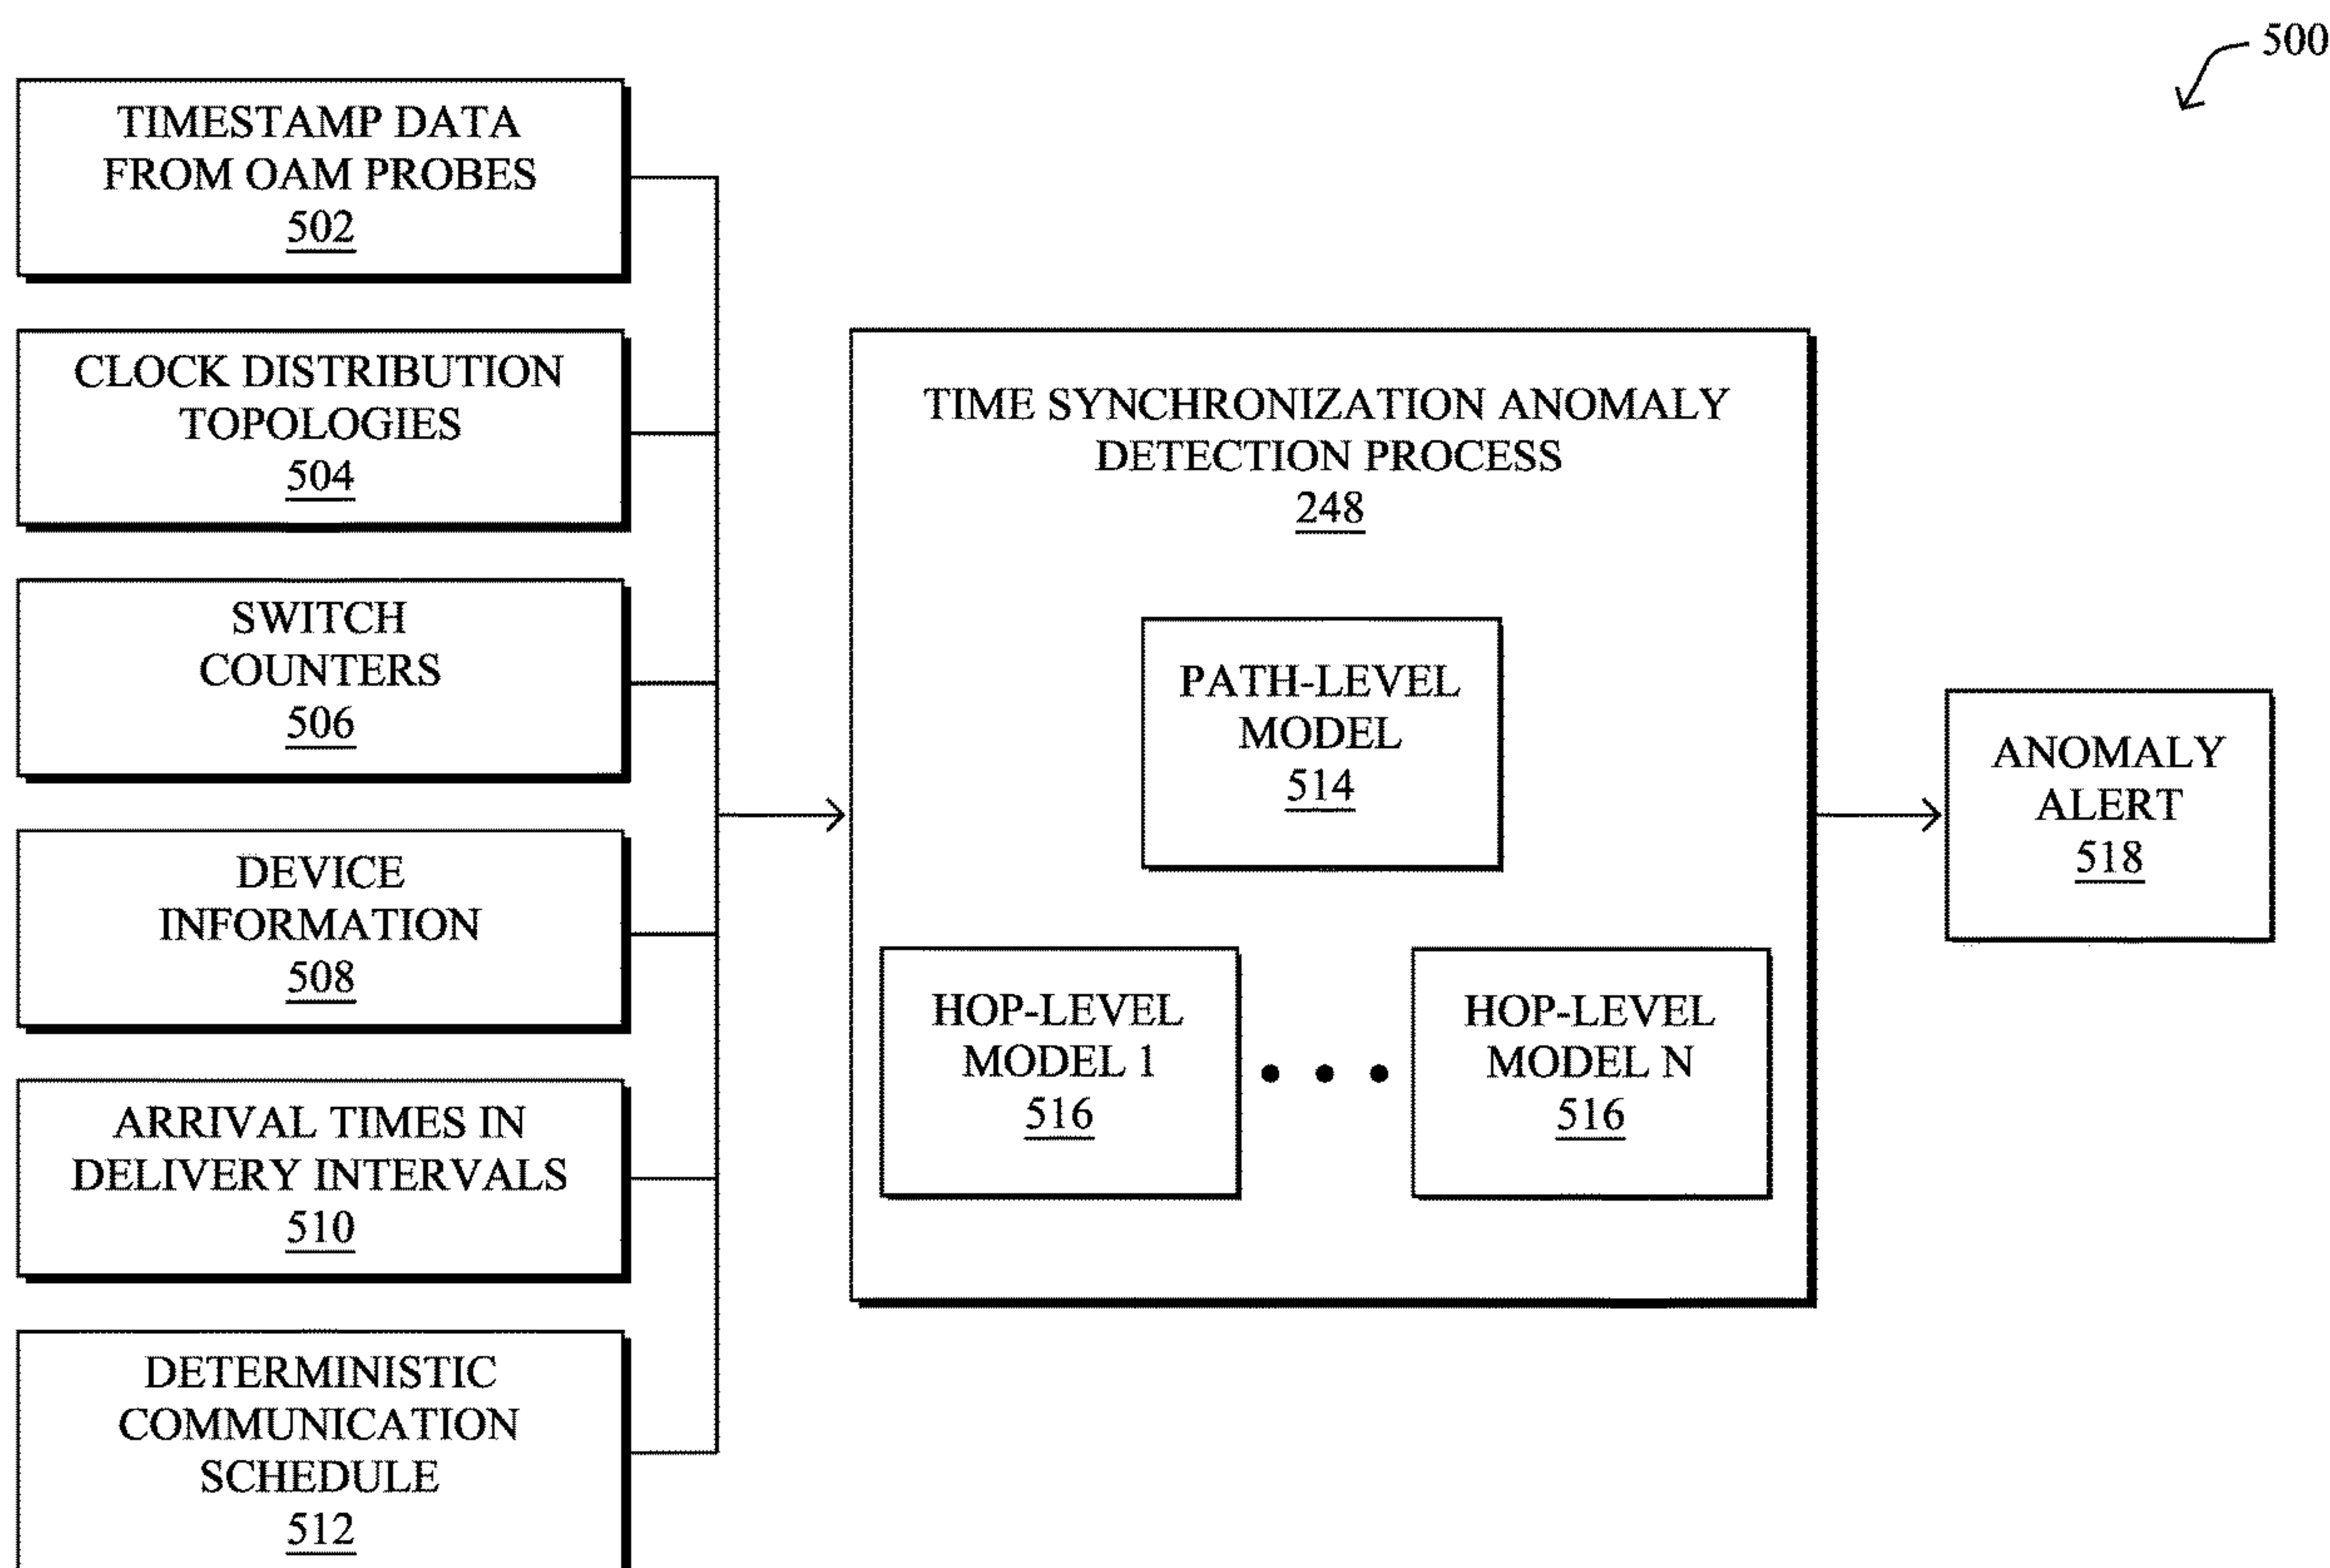 500
TIMESTAMP DATA
FROM OAM PROBES
502
CLOCK DISTRIBUTION
TOPOLOGIES
504
SWITCH
COUNTERS
506
DEVICE
INFORMATION
508
ARRIVAL TIMES IN
DELIVERY INTERVALS
510
DETERMINISTIC
COMMUNICATION
SCHEDULE
512
TIME SYNCHRONIZATION ANOMALY
DETECTION PROCESS
248
PATH-LEVEL
MODEL
514
HOP-LEVEL
MODEL 1
516
• • •
HOP-LEVEL
MODEL N
516
ANOMALY
ALERT
518